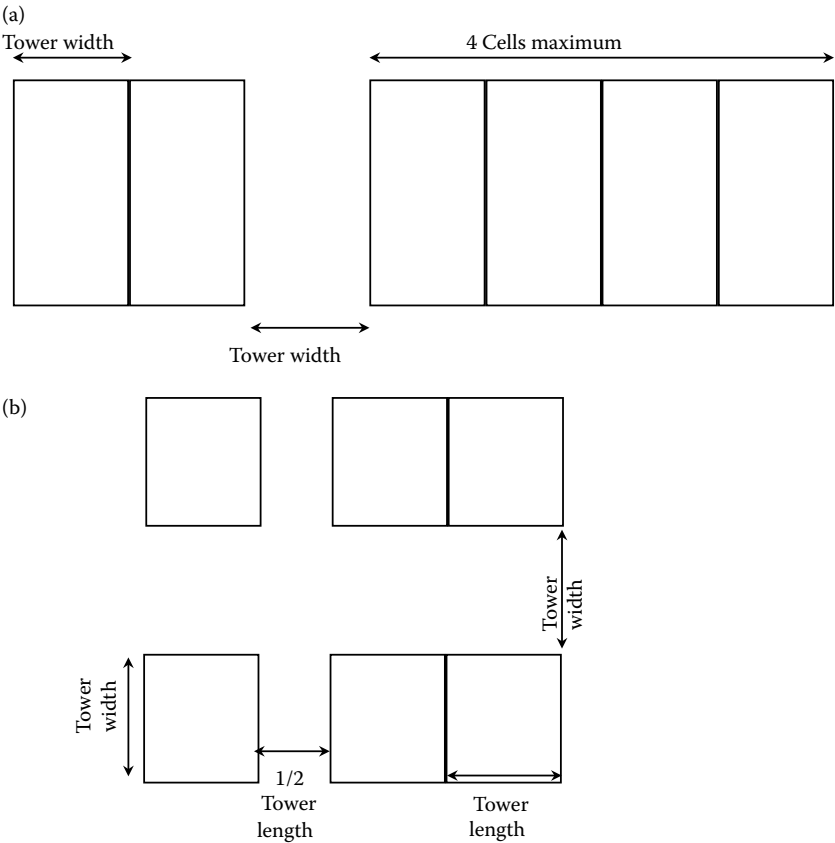 (a)
Tower width
4 Cells maximum
Tower width
(b)
Tower
width
Tower
width
1/2
Tower
length
Tower
length